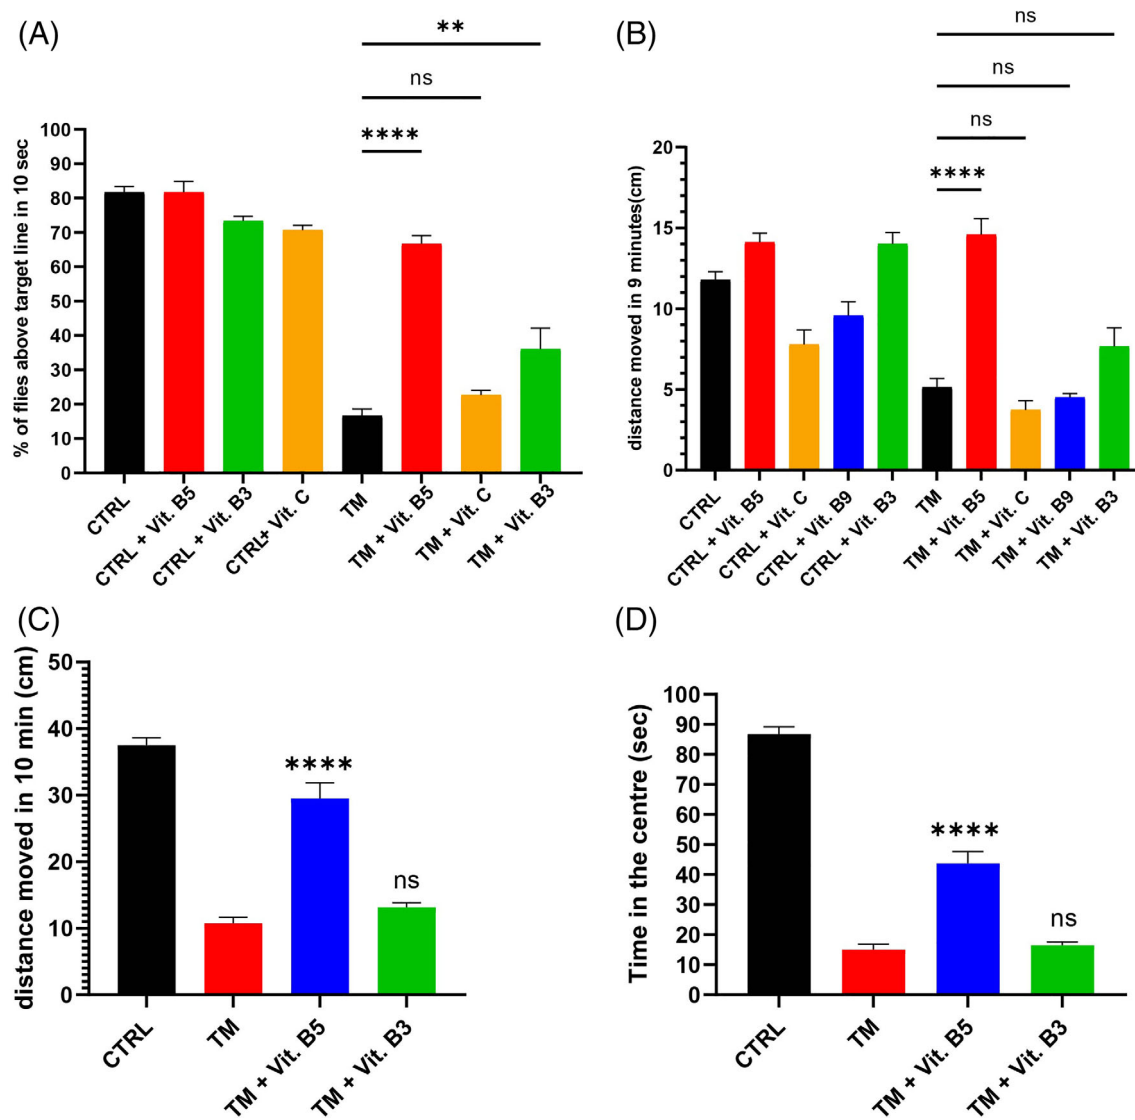 (A)
**
ns
****
% of flies above target line in 10 sec
100
90
80
70
60
50
40
30
20
10
0
CTRL
CTRL + Vit. B5
CTRL + Vit. B3
CTRL+ Vit. C
TM
TM + Vit. B5
TM + Vit. C
TM + Vit. B3
(B)
ns
ns
ns
****
distance moved in 9 minutes(cm)
20
15
10
5
0
CTRL
CTRL + Vit. B5
CTRL + Vit. C
CTRL + Vit. B9
CTRL + Vit. B3
TM
TM + Vit. B5
TM + Vit. C
TM + Vit. B9
TM + Vit. B3
(C)
distance moved in 10 min (cm)
50
40
30
20
10
0
****
ns
CTRL
TM
TM + Vit. B5
TM + Vit. B3
(D)
Time in the centre (sec)
100
90
80
70
60
50
40
30
20
10
0
****
ns
CTRL
TM
TM + Vit. B5
TM + Vit. B3